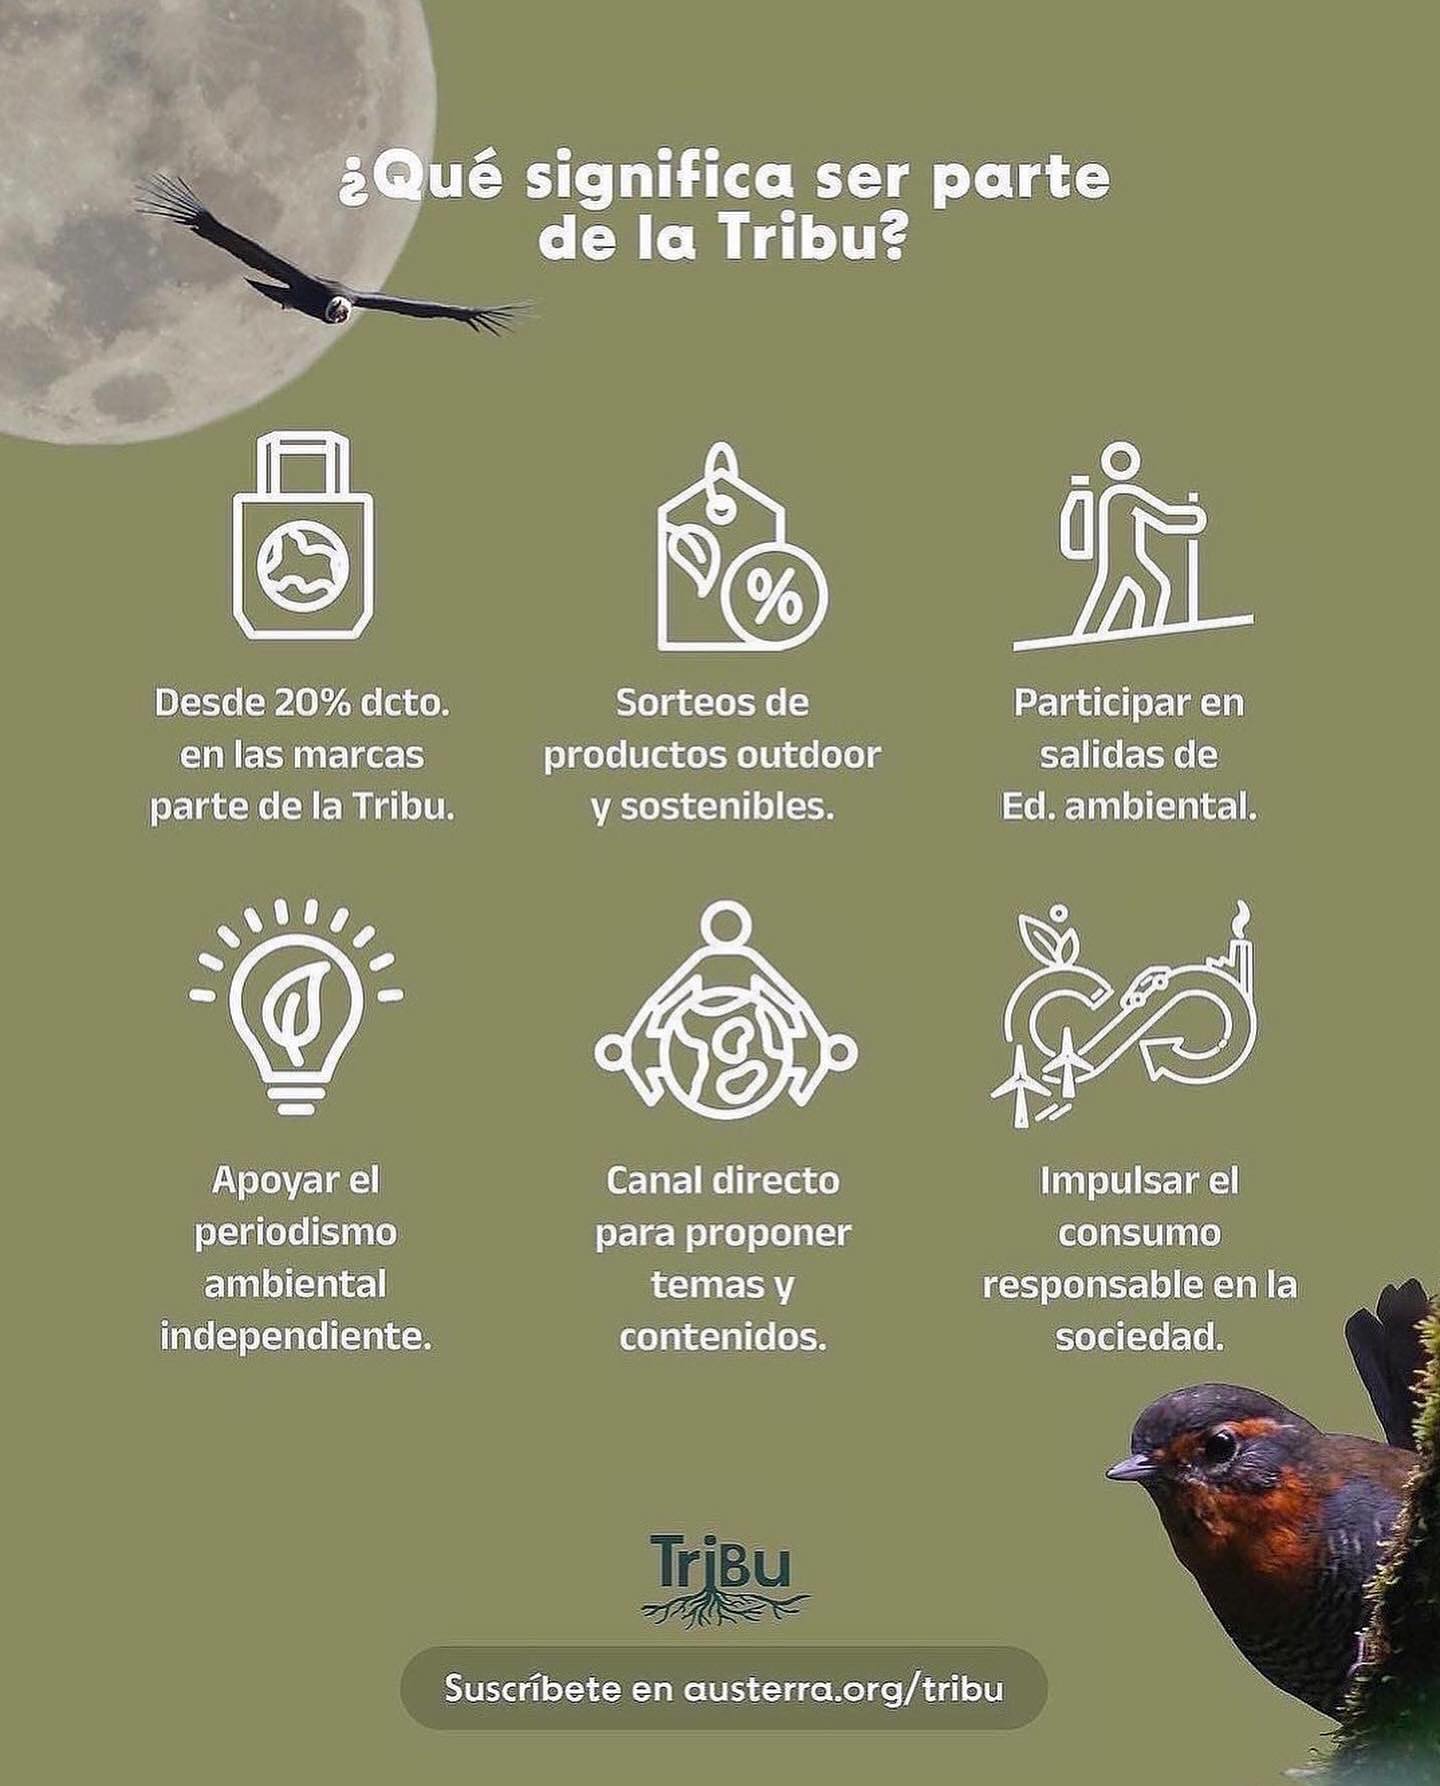 ¿Qué significa ser parte
de la Tribu?
%
Desde 20% dcto.
en las marcas
parte de la Tribu.
Sorteos de
productos outdoor
y sostenibles.
Participar en
salidas de
Ed. ambiental.
Apoyar el
periodismo
ambiental
independiente.
Canal directo
para proponer
temas y
contenidos.
Impulsar el
consumo
responsable en la
sociedad.
TriBu
Suscríbete en austerra.org/tribu